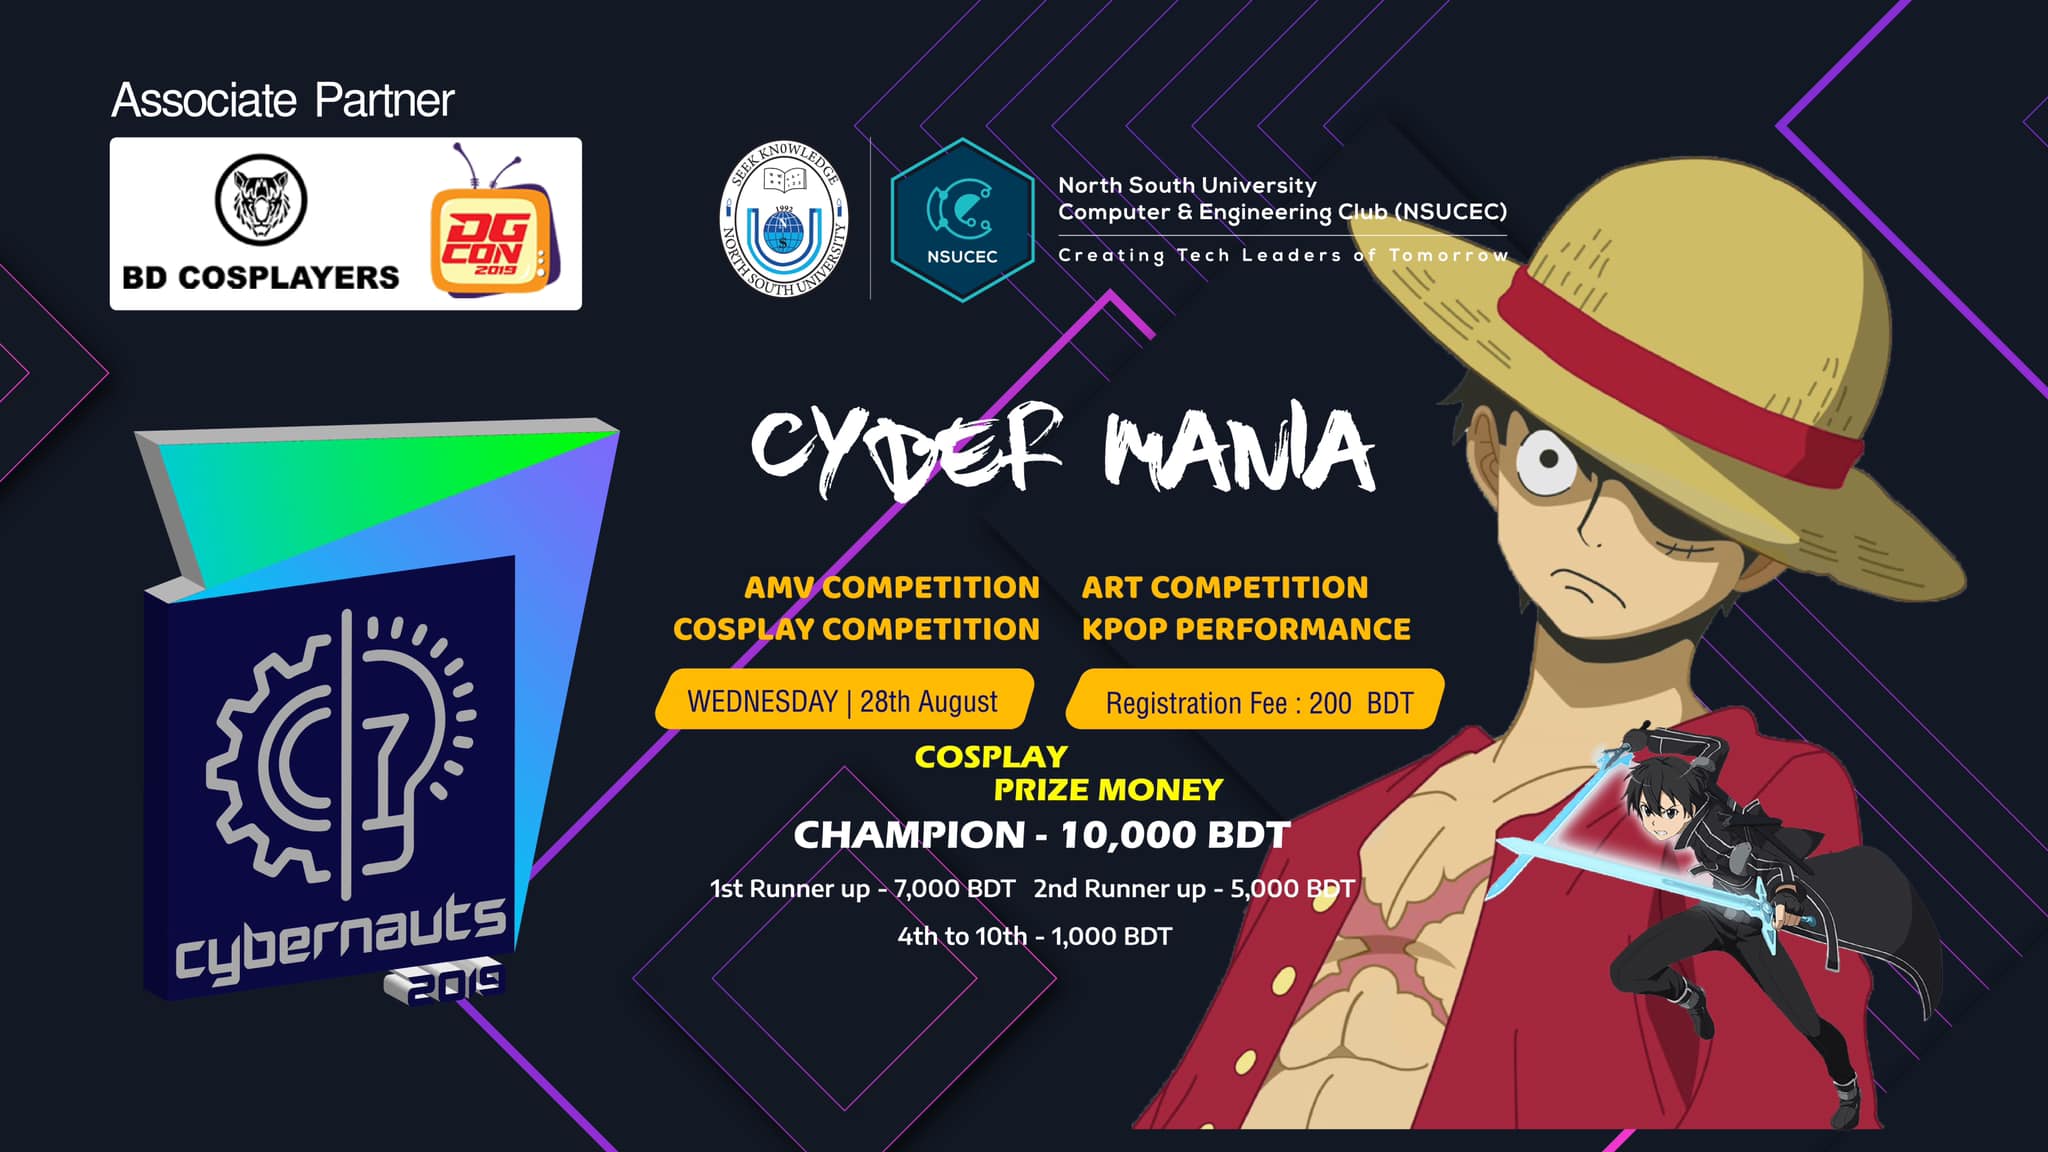 Associate Partner
BD COSPLAYERS
DG
CON
2019
SEEK KNOWLEDGE
1992
NORTH SOUTH UNIVERSITY
NSUCEC
North South University
Computer & Engineering Club (NSUCEC)
Creating Tech Leaders of Tomorrow
CYBER MANIA
AMV COMPETITION
ART COMPETITION
COSPLAY COMPETITION
KPOP PERFORMANCE
WEDNESDAY | 28th August
Registration Fee : 200 BDT
COSPLAY
PRIZE MONEY
CHAMPION - 10,000 BDT
1st Runner up - 7,000 BDT 2nd Runner up - 5,000 BDT
4th to 10th - 1,000 BDT
cybernauts
2019